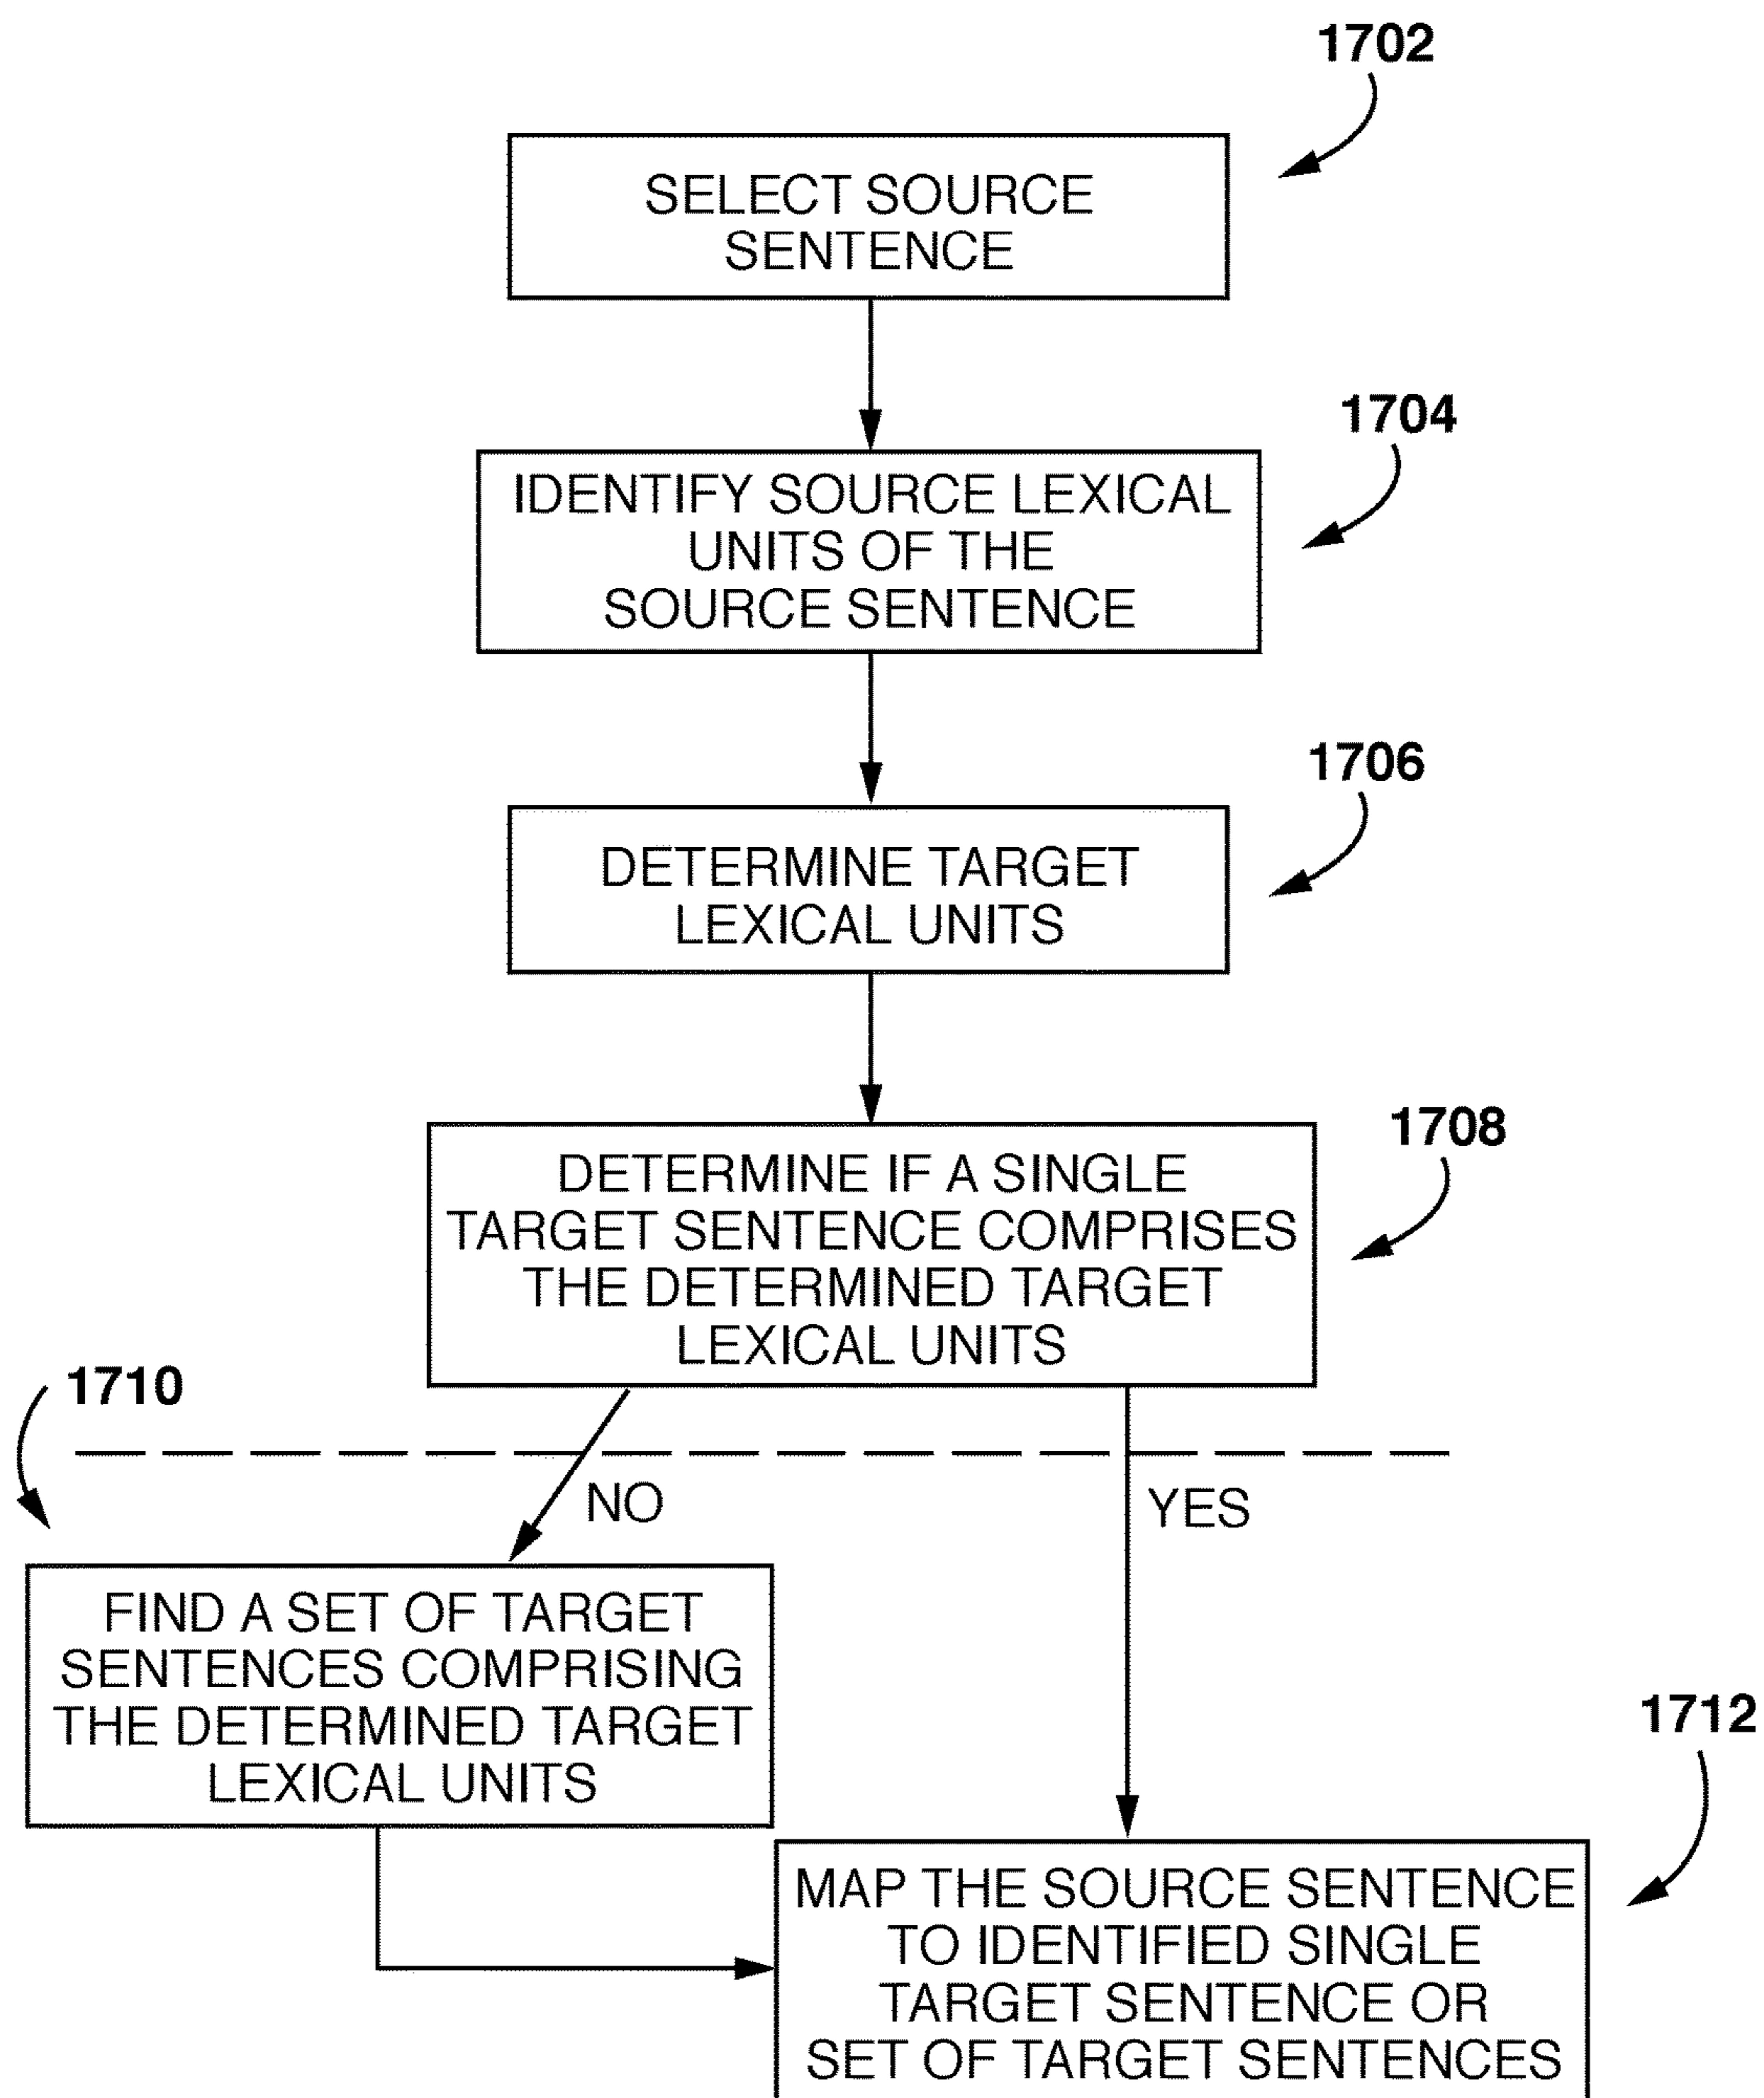 1702
SELECT SOURCE
SENTENCE
1704
IDENTIFY SOURCE LEXICAL
UNITS OF THE
SOURCE SENTENCE
1706
DETERMINE TARGET
LEXICAL UNITS
1708
DETERMINE IF A SINGLE
TARGET SENTENCE COMPRISES
THE DETERMINED TARGET
LEXICAL UNITS
1710
NO
YES
FIND A SET OF TARGET
SENTENCES COMPRISING
THE DETERMINED TARGET
LEXICAL UNITS
1712
MAP THE SOURCE SENTENCE
TO IDENTIFIED SINGLE
TARGET SENTENCE OR
SET OF TARGET SENTENCES